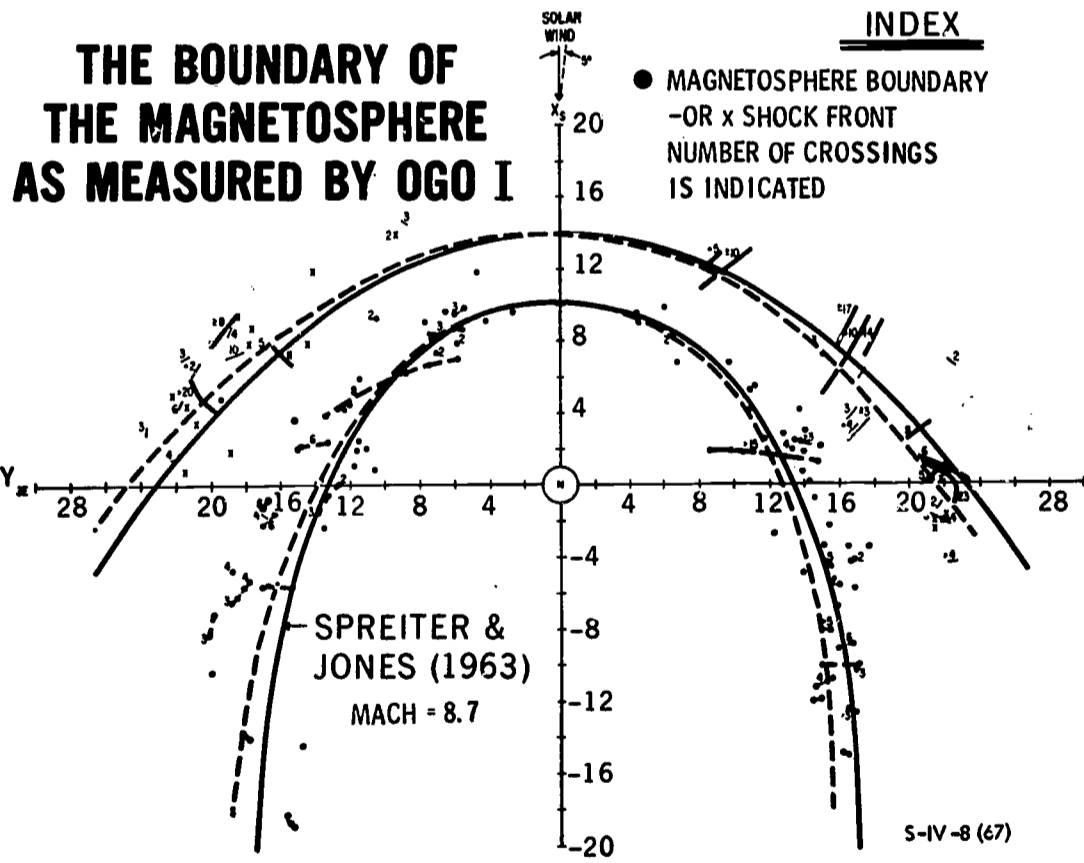 THE BOUNDARY OF
THE MAGNETOSPHERE
AS MEASURED BY OGO I
SOLAR
WIND
5°
Xs
INDEX
● MAGNETOSPHERE BOUNDARY
-OR x SHOCK FRONT
NUMBER OF CROSSINGS
IS INDICATED
20
16
12
8
4
Y
28 20 16 12 8 4 4 8 12 16 20 28
-4
-8
-12
-16
-20
SPREITER &
JONES (1963)
MACH = 8.7
S-IV-8 (67)